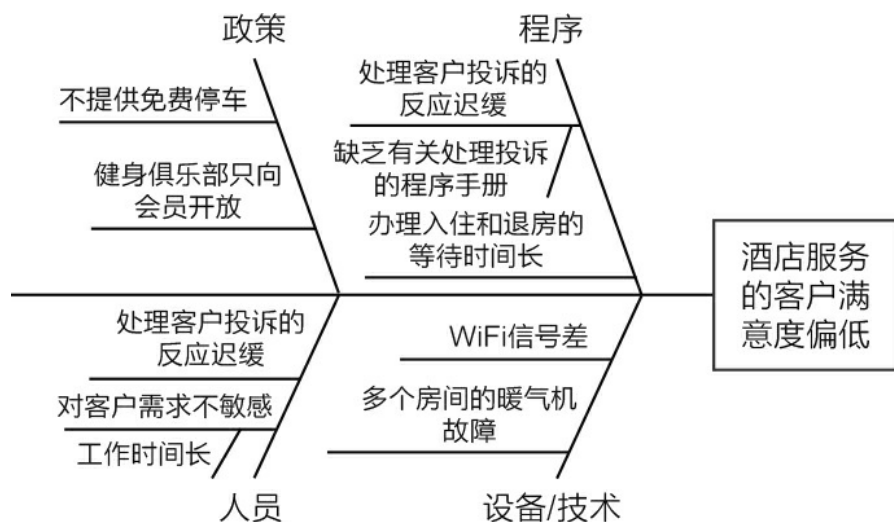 政策
不提供免费停车
健身俱乐部只向
会员开放
程序
处理客户投诉的
反应迟缓
缺乏有关处理投诉
的程序手册
办理入住和退房的
等待时间长
酒店服务
的客户满
意度偏低
处理客户投诉的
反应迟缓
对客户需求不敏感
工作时间长
人员
WiFi信号差
多个房间的暖气机
故障
设备/技术